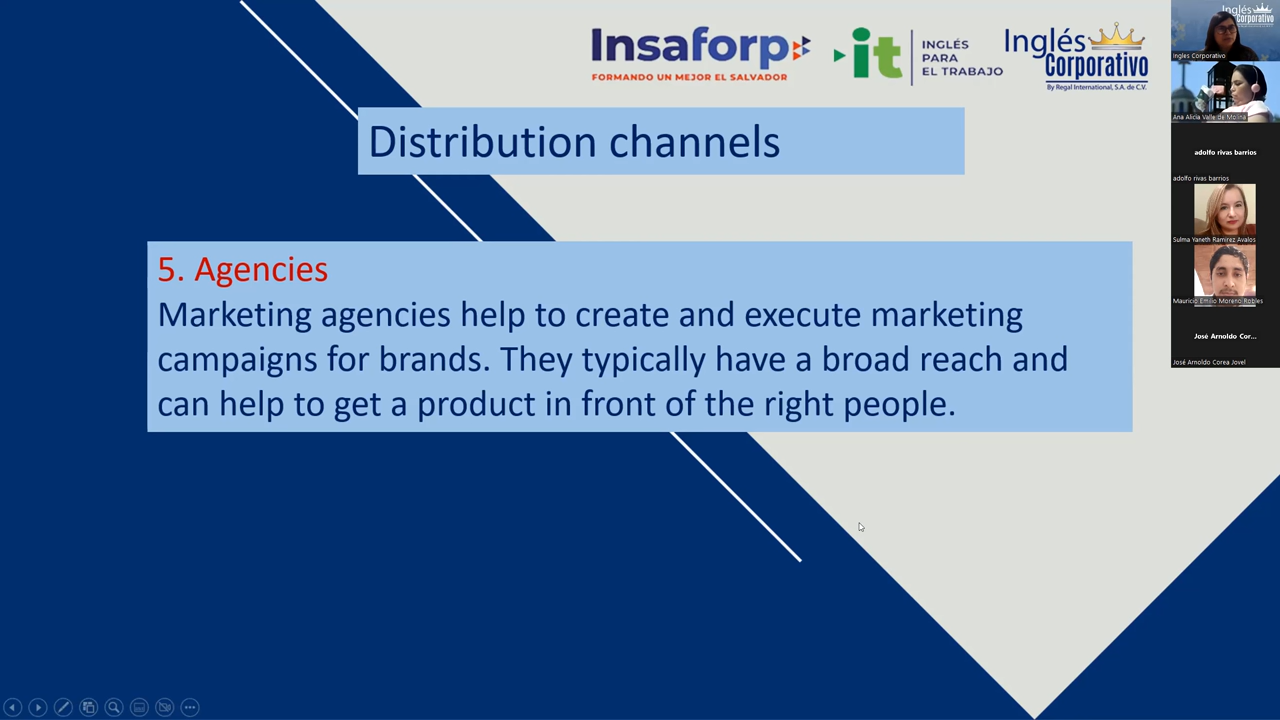 Insaforp
FORMANDO UN MEJOR EL SALVADOR
it
INGLÉS
PARA
EL TRABAJO
Inglés
Corporativo
By Regal International, S.A. de C.V.
Distribution channels
5. Agencies
Marketing agencies help to create and execute marketing
campaigns for brands. They typically have a broad reach and
can help to get a product in front of the right people.
Inglés
Corporativo
Ingles Corporativo
Ana Alicia Valle de Molina
adolfo rivas barrios
adolfo rivas barrios
Sulma Yaneth Ramirez Avalos
Mauricio Emilio Moreno Robles
José Arnoldo Cor...
José Arnoldo Corea Jovel